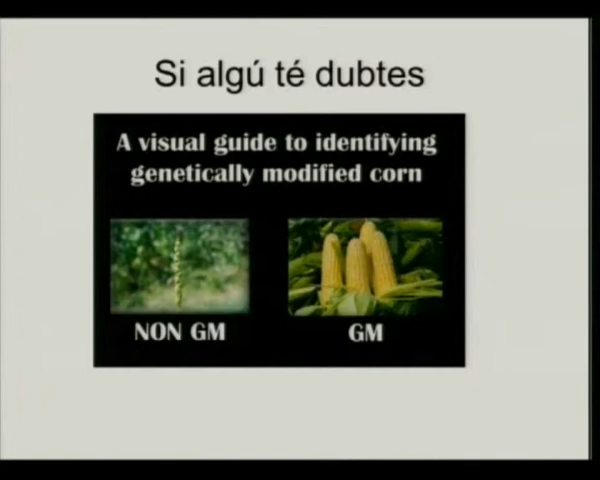 Si algú té dubtes
A visual guide to identifying
genetically modified corn
NON GM
GM